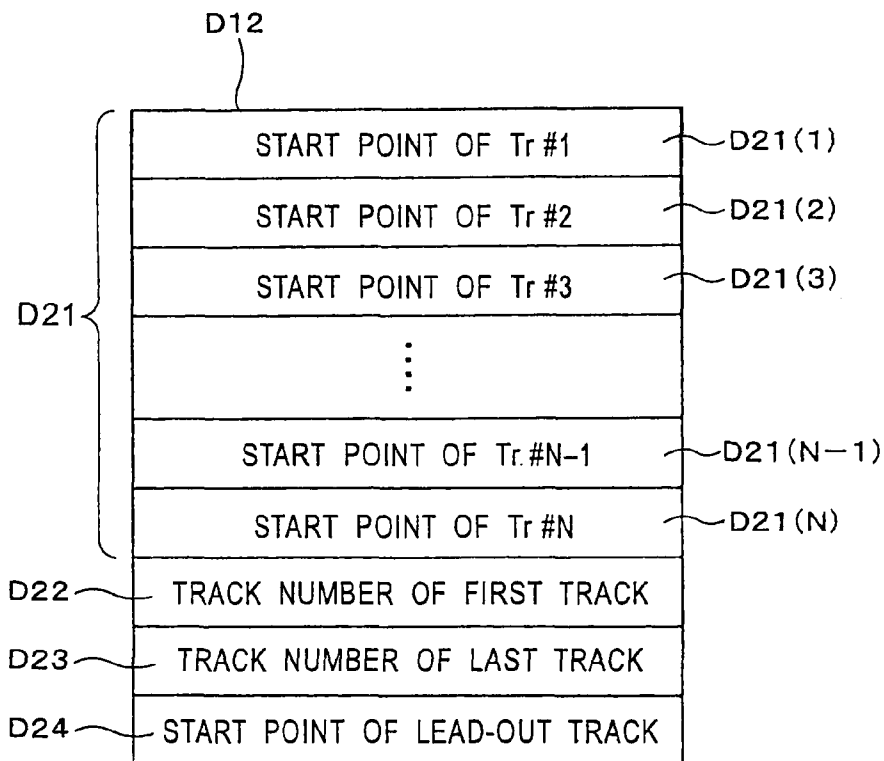 D12
START POINT OF Tr #1 D21(1)
START POINT OF Tr #2 D21(2)
START POINT OF Tr #3 D21(3)
D21
START POINT OF Tr. #N–1 D21(N−1)
START POINT OF Tr #N D21(N)
D22 TRACK NUMBER OF FIRST TRACK
D23 TRACK NUMBER OF LAST TRACK
D24 START POINT OF LEAD-OUT TRACK